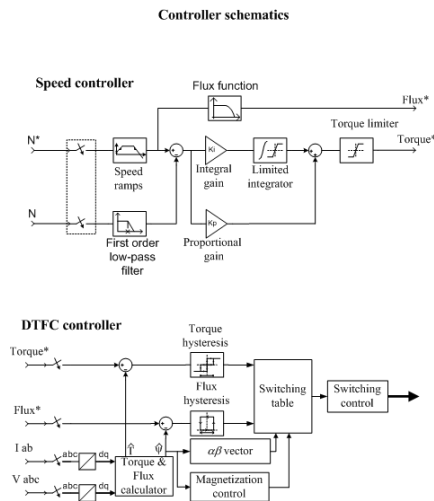 Controller schematics
Speed controller
Flux function
Flux*
Torque limiter
N*
Torque*
Ki
Speed
ramps
Integral
gain
Limited
integrator
N
Kp
First order
low-pass
filter
Proportional
gain
DTFC controller
Torque
hysteresis
Torque*
Flux
hysteresis
Switching
table
Switching
control
Flux*
I ab
abc
dq
T̂
ψ̂
αβ vector
V abc
abc
dq
Torque &
Flux
calculator
Magnetization
control